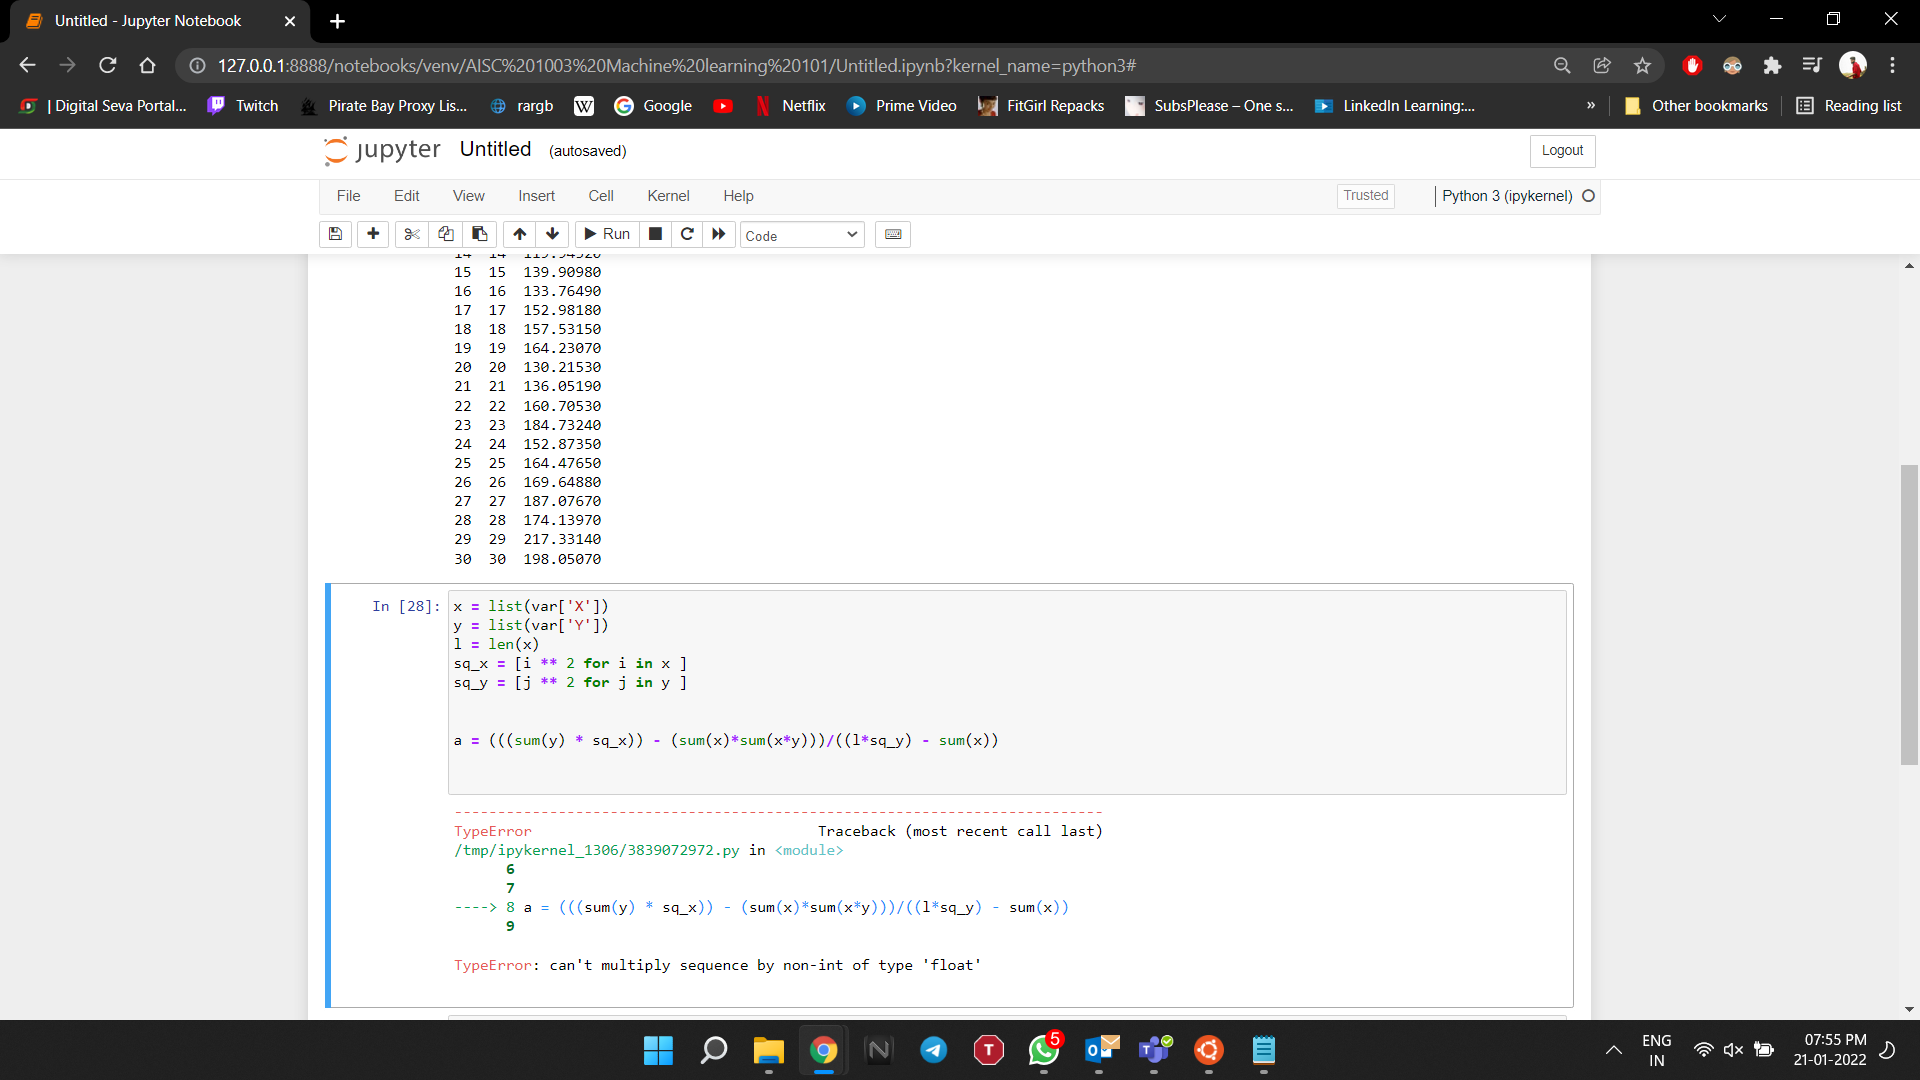 Untitled - Jupyter Notebook
127.0.0.1:8888/notebooks/venv/AISC%201003%20Machine%20learning%20101/Untitled.ipynb?kernel_name=python3#
| Digital Seva Portal...
Twitch
Pirate Bay Proxy Lis...
rargb
W
Google
Netflix
Prime Video
FitGirl Repacks
SubsPlease – One s...
LinkedIn Learning:...
»
Other bookmarks
Reading list
jupyter Untitled (autosaved)
Logout
File Edit View Insert Cell Kernel Help
Trusted
Python 3 (ipykernel)
Run
Code
15 15 139.90980
16 16 133.76490
17 17 152.98180
18 18 157.53150
19 19 164.23070
20 20 130.21530
21 21 136.05190
22 22 160.70530
23 23 184.73240
24 24 152.87350
25 25 164.47650
26 26 169.64880
27 27 187.07670
28 28 174.13970
29 29 217.33140
30 30 198.05070
In [28]:
x = list(var['X'])
y = list(var['Y'])
l = len(x)
sq_x = [i ** 2 for i in x ]
sq_y = [j ** 2 for j in y ]
a = (((sum(y) * sq_x)) - (sum(x)*sum(x*y)))/((l*sq_y) - sum(x))
---------------------------------------------------------------------------
TypeError Traceback (most recent call last)
/tmp/ipykernel_1306/3839072972.py in <module>
6
7
----> 8 a = (((sum(y) * sq_x)) - (sum(x)*sum(x*y)))/((l*sq_y) - sum(x))
9
TypeError: can't multiply sequence by non-int of type 'float'
N
T
5
ENG
IN
07:55 PM
21-01-2022